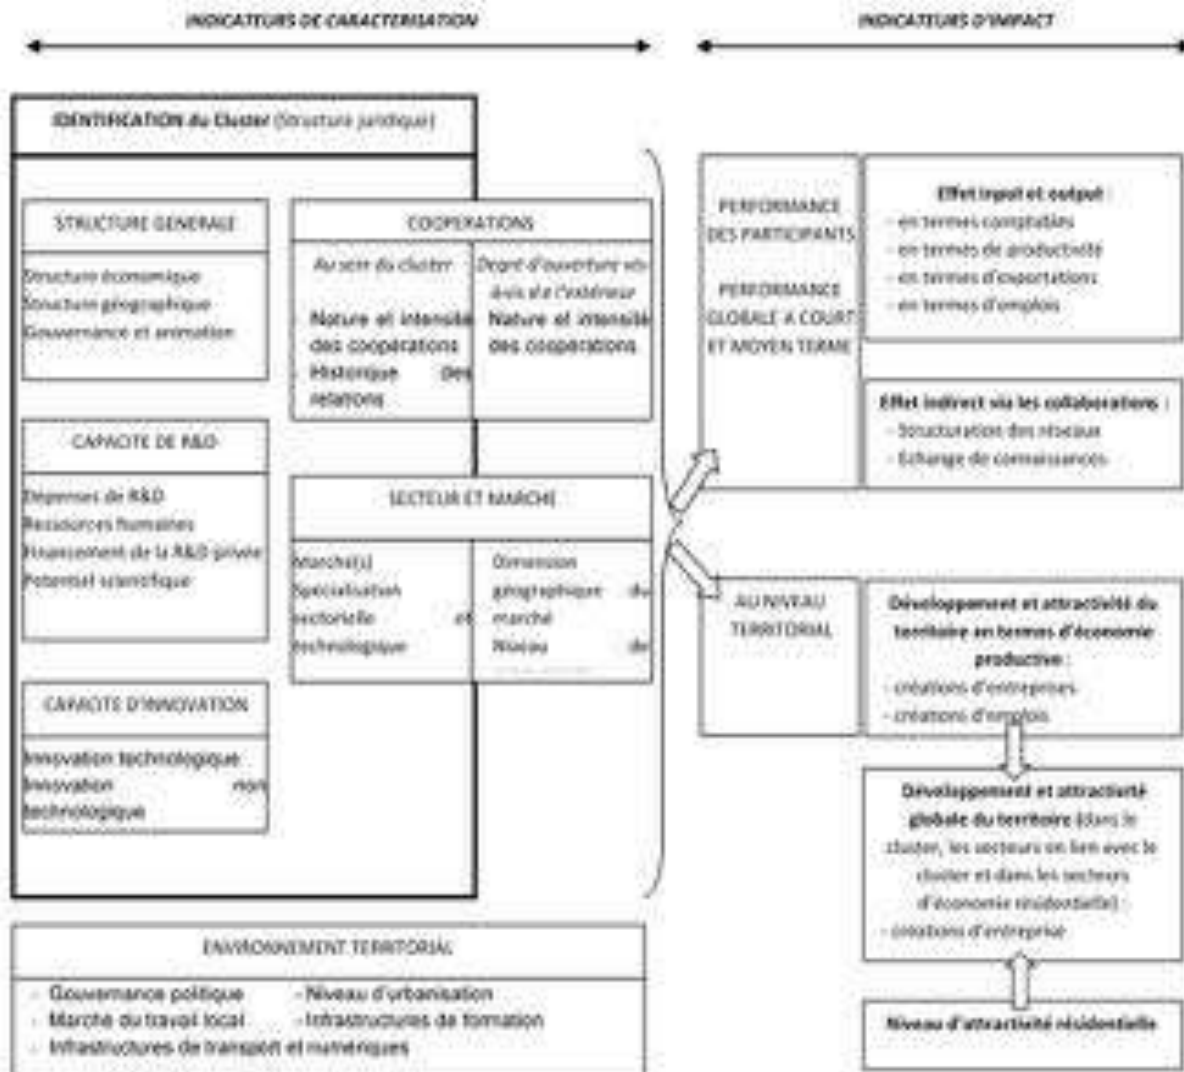 INDICATEURS DE CARACTERISATION
INDICATEURS D'IMPACT
IDENTIFICATION du Cluster (Structure juridique)
STRUCTURE GENERALE
Structure économique
Structure géographique
Gouvernance et animation
COOPERATIONS
Au sein du cluster
Nature et intensité
des coopérations
Historique des
relations
Degré d'ouverture vis-
à-vis de l'extérieur
Nature et intensité
des coopérations
CAPACITE DE R&D
Dépenses de R&D
Ressources humaines
Financement de la R&D privée
Potentiel scientifique
SECTEUR ET MARCHE
Marché(s)
Spécialisation
sectorielle et
technologique
Dimension
géographique du
marché
Niveau de
CAPACITE D'INNOVATION
Innovation technologique
Innovation non
technologique
ENVIRONNEMENT TERRITORIAL
- Gouvernance politique
- Niveau d'urbanisation
- Marché du travail local
- Infrastructures de formation
- Infrastructures de transport et numériques
PERFORMANCE
DES PARTICIPANTS
PERFORMANCE
GLOBALE A COURT
ET MOYEN TERME
Effet input et output :
- en termes comptables
- en termes de productivité
- en termes d'exportations
- en termes d'emplois
Effet indirect via les collaborations :
- Structuration des réseaux
- Echange de connaissances
AU NIVEAU
TERRITORIAL
Développement et attractivité du
territoire en termes d'économie
productive :
- créations d'entreprises
- créations d'emplois
Développement et attractivité
globale du territoire (dans le
cluster, les secteurs en lien avec le
cluster et dans les secteurs
d'économie résidentielle) :
- créations d'entreprise
Niveau d'attractivité résidentielle